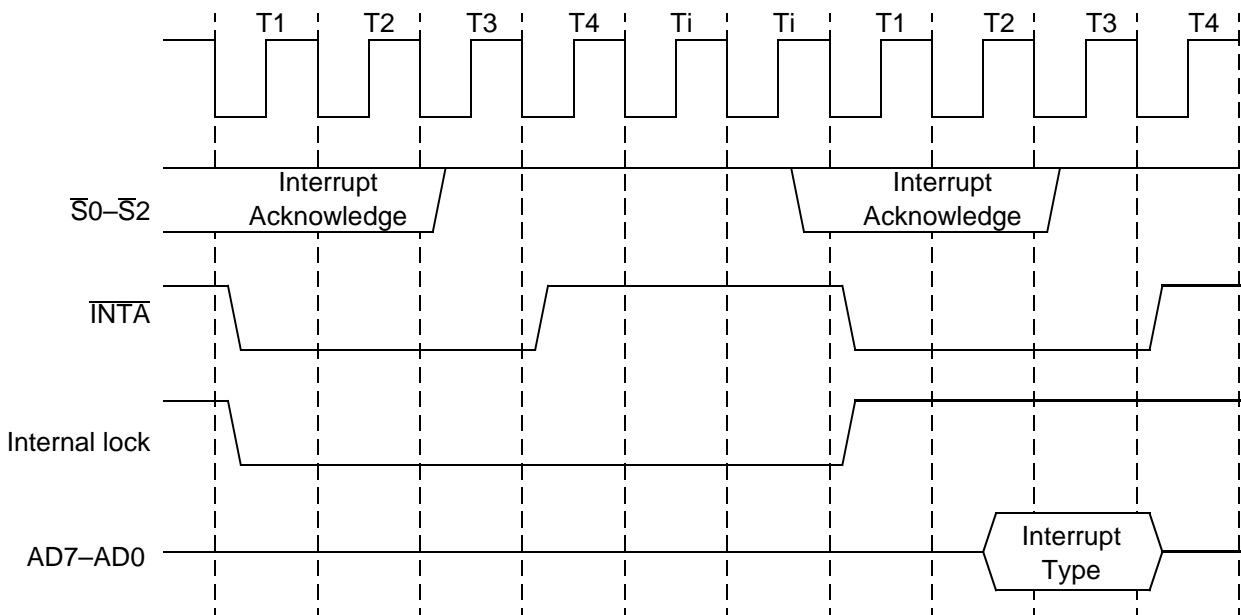 T1 T2 T3 T4 Ti Ti T1 T2 T3 T4
Interrupt
Acknowledge
Interrupt
Acknowledge
S̅0–S̅2
I̅N̅T̅A̅
Internal lock
Interrupt
Type
AD7–AD0